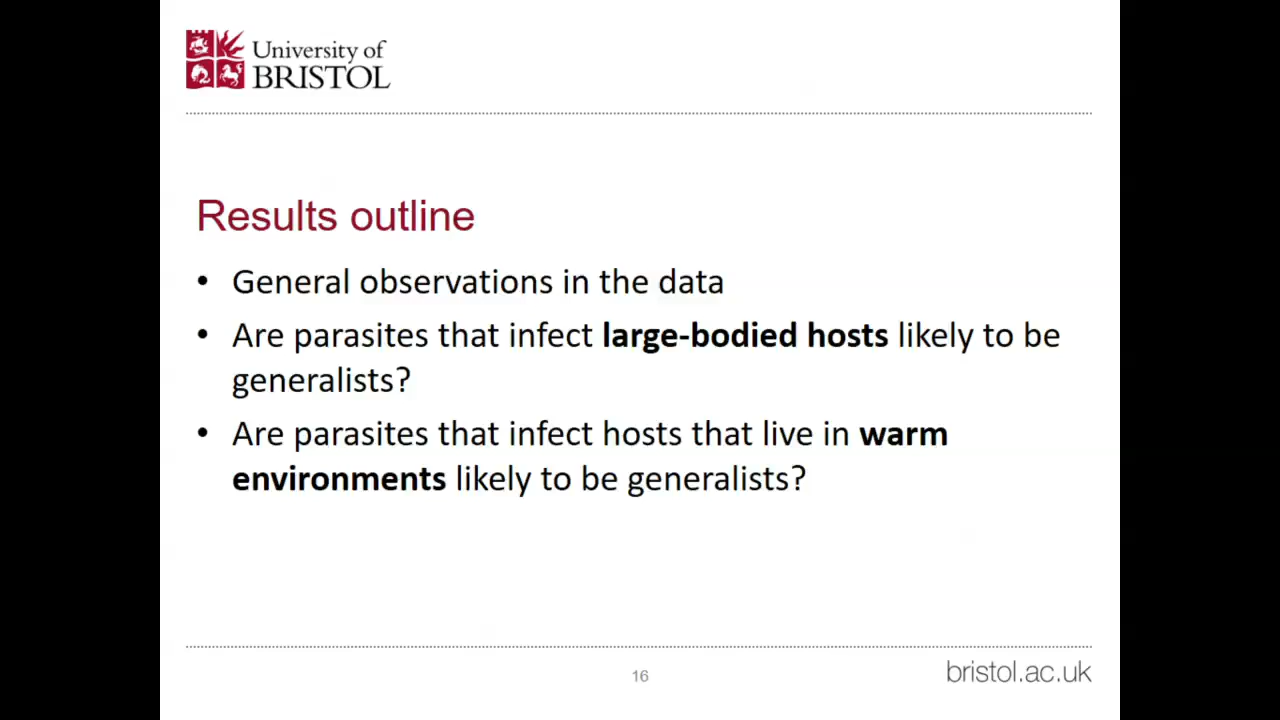 University of
BRISTOL
Results outline
• General observations in the data
• Are parasites that infect large-bodied hosts likely to be
generalists?
• Are parasites that infect hosts that live in warm
environments likely to be generalists?
16
bristol.ac.uk